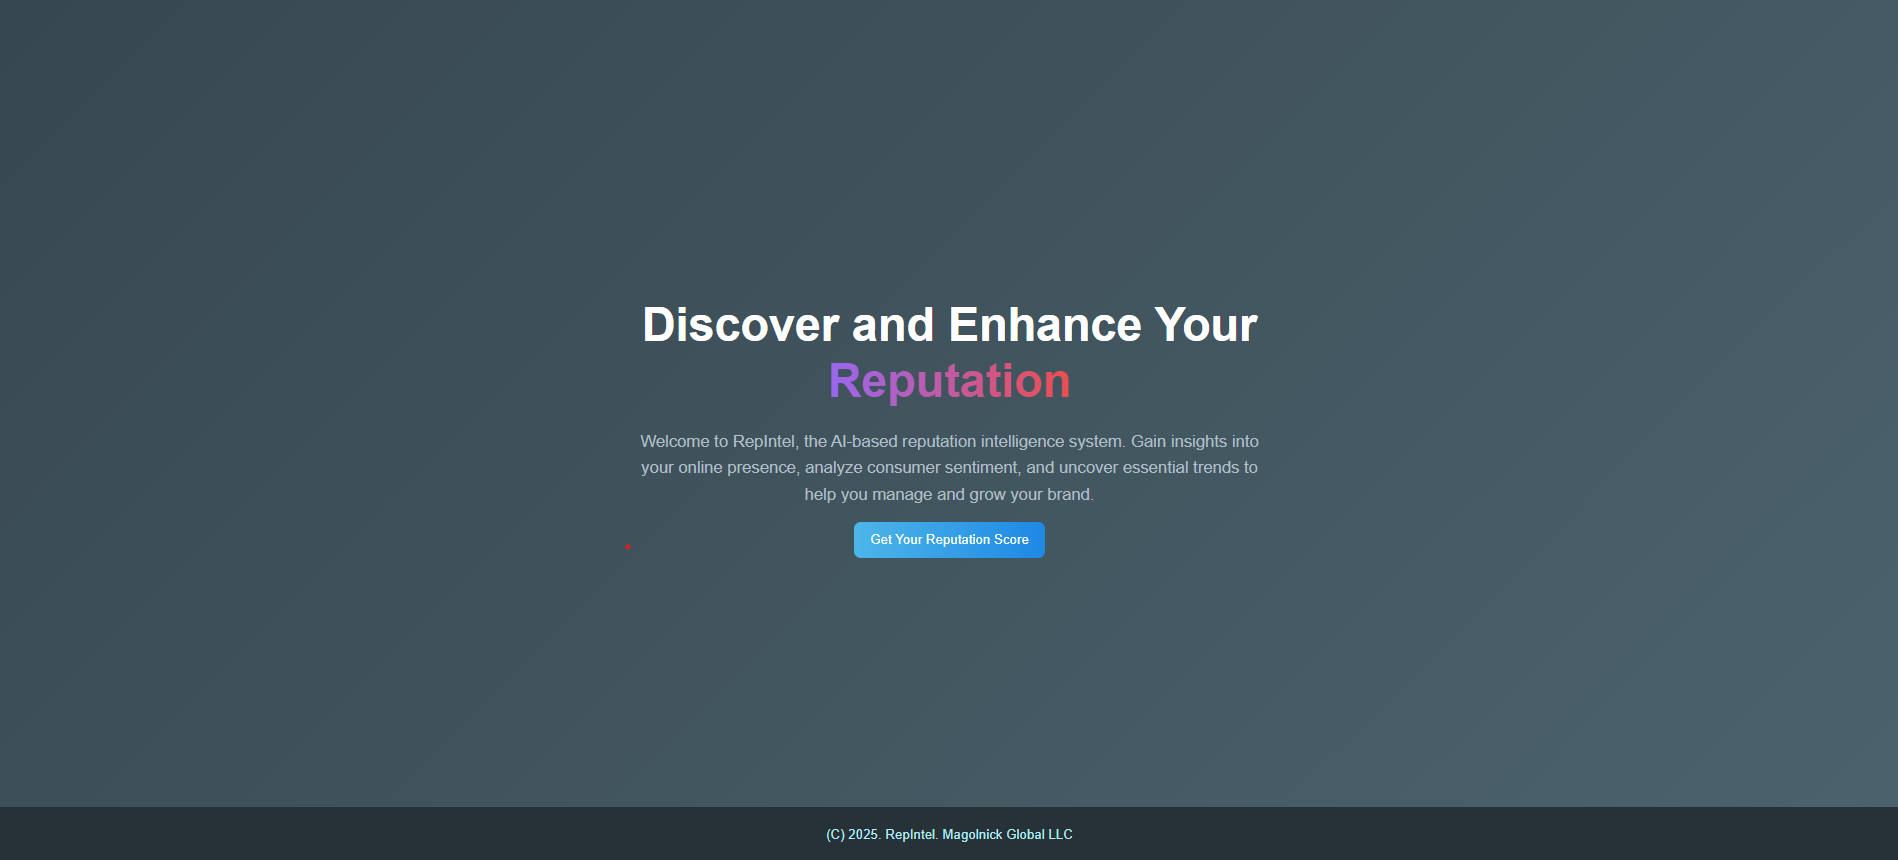 Discover and Enhance Your
Reputation
Welcome to RepIntel, the AI-based reputation intelligence system. Gain insights into
your online presence, analyze consumer sentiment, and uncover essential trends to
help you manage and grow your brand.
Get Your Reputation Score
(C) 2025. RepIntel. Magolnick Global LLC